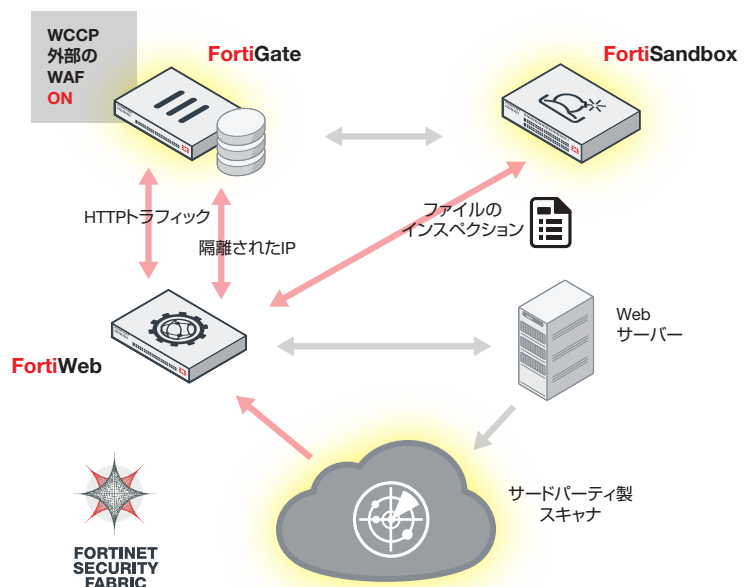 WCCP
外部の
WAF
ON
FortiGate
FortiSandbox
HTTPトラフィック
隔離されたIP
ファイルの
インスペクション
Web
サーバー
FortiWeb
サードパーティ製
スキャナ
FORTINET
SECURITY
FABRIC